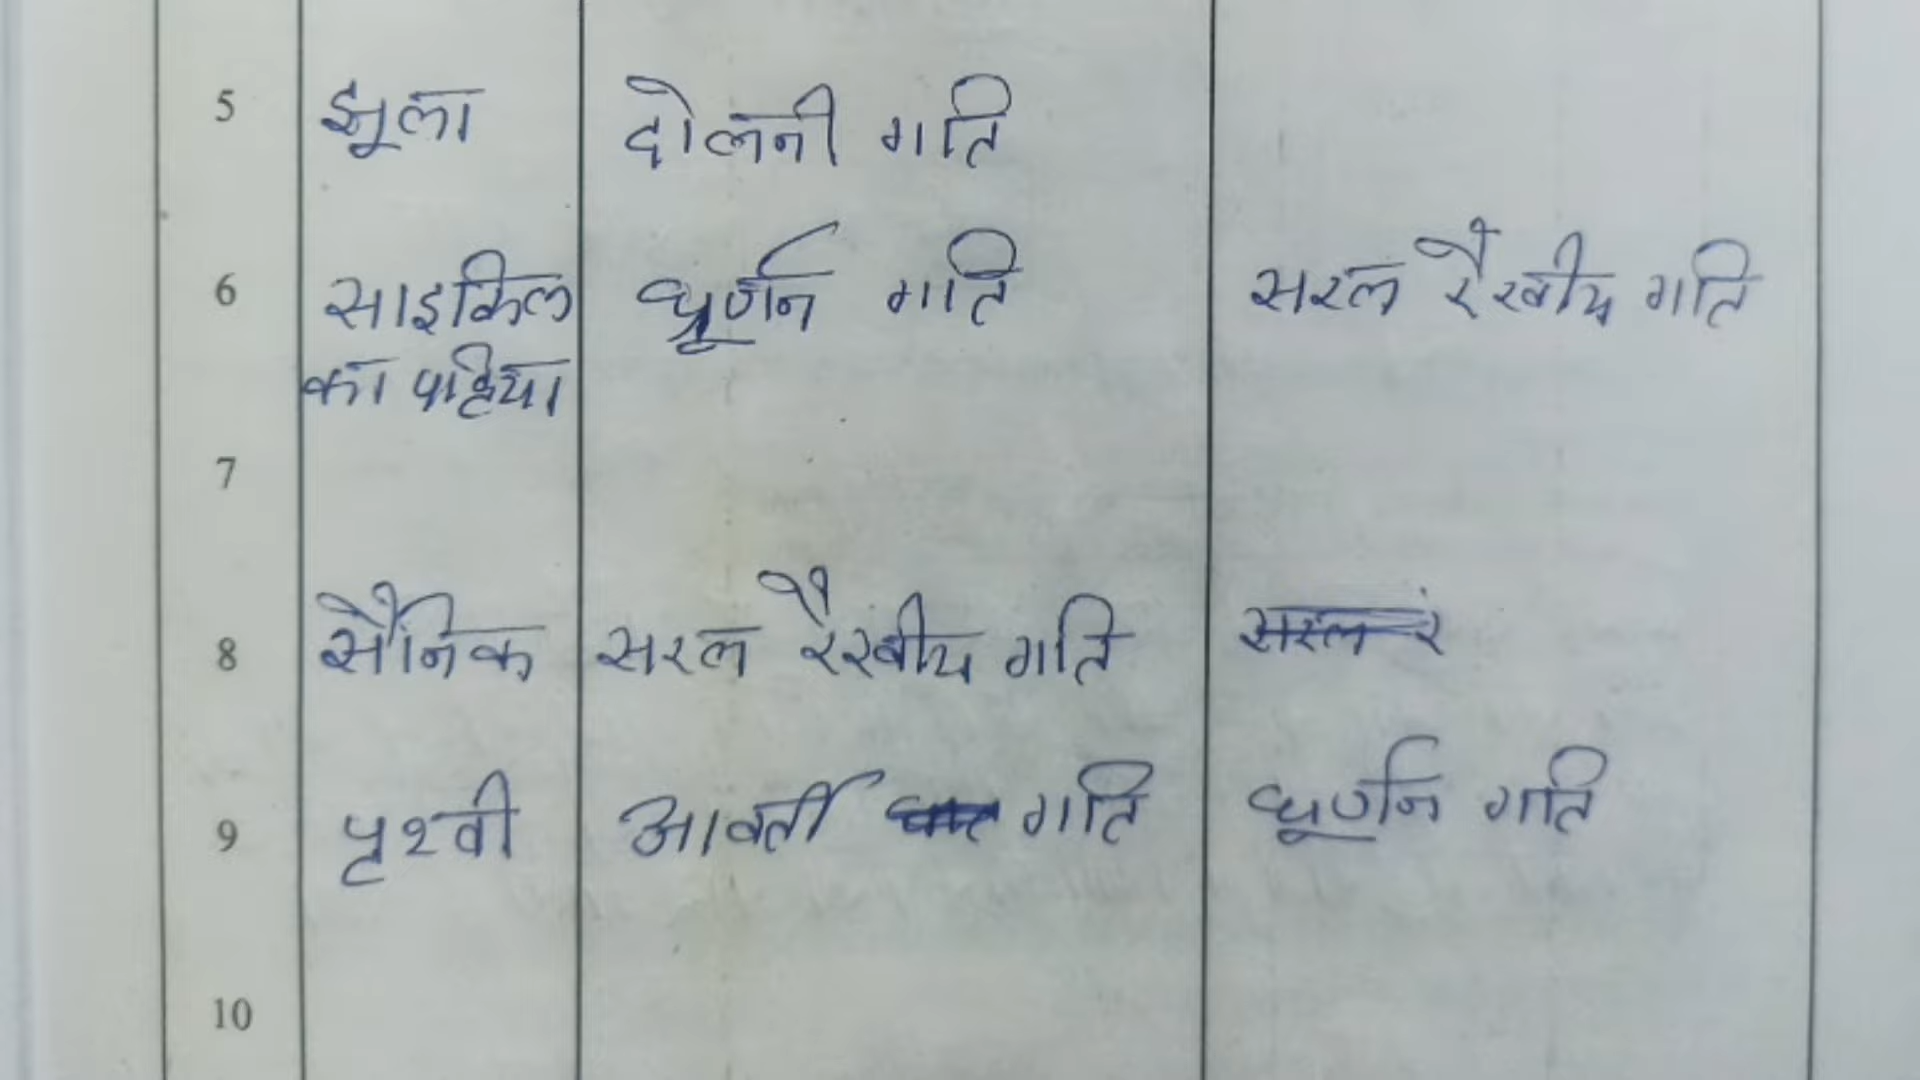 5 झूला दोलनी गति
6 साइकिल घूर्णन गति सरल रैखीय गति
का पहिया
7
8 सैनिक सरल रैखीय गति सरल रे
9 पृथ्वी आवर्ती गति घूर्णन गति
10